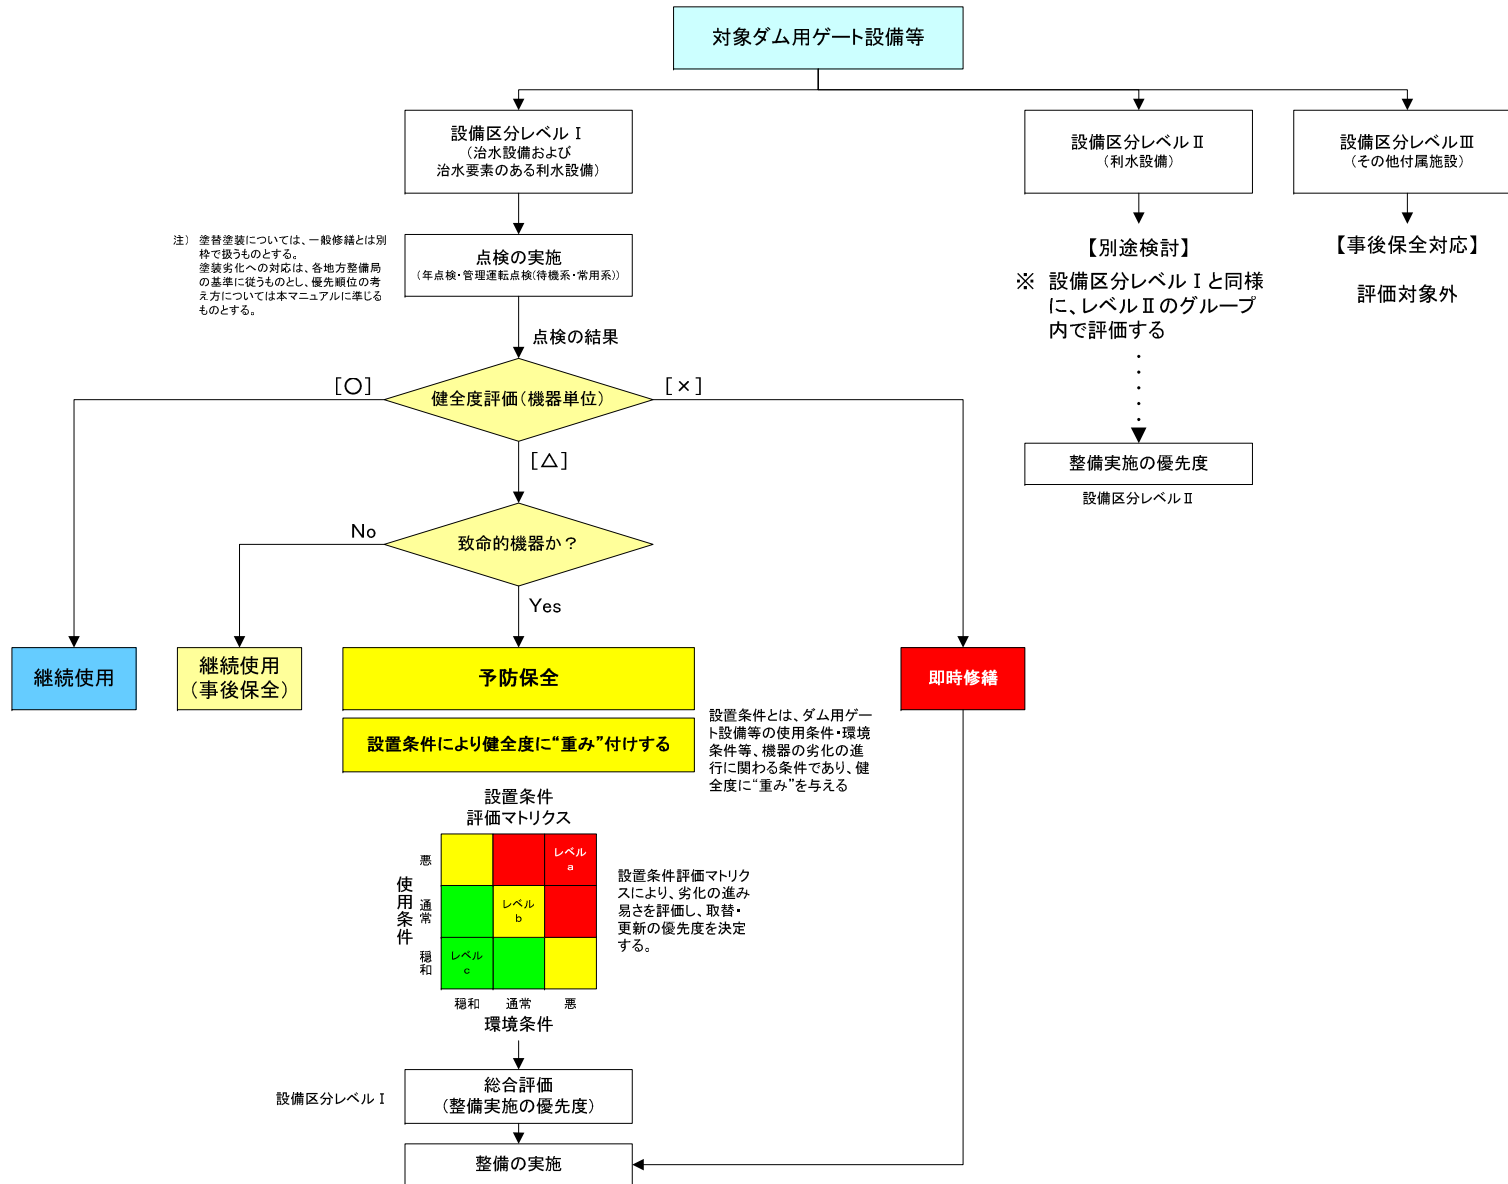 対象ダム用ゲート設備等
設備区分レベルⅠ
（治水設備および
治水要素のある利水設備）
設備区分レベルⅡ
（利水設備）
設備区分レベルⅢ
（その他付属施設）
注） 塗替塗装については、一般修繕とは別
枠で扱うものとする。
塗装劣化への対応は、各地方整備局
の基準に従うものとし、優先順位の考
え方については本マニュアルに準じる
ものとする。
点検の実施
（年点検・管理運転点検（待機系・常用系））
【別途検討】
※ 設備区分レベルⅠと同様
に、レベルⅡのグループ
内で評価する
【事後保全対応】
評価対象外
点検の結果
[○]
健全度評価（機器単位）
[×]
[△]
整備実施の優先度
設備区分レベルⅡ
No
致命的機器か？
Yes
継続使用
継続使用
（事後保全）
予防保全
即時修繕
設置条件により健全度に“重み”付けする
設置条件とは、ダム用ゲー
ト設備等の使用条件・環境
条件等、機器の劣化の進
行に関わる条件であり、健
全度に“重み”を与える
設置条件
評価マトリクス
使用条件
悪
通常
穏和
レベル
a
レベル
b
レベル
c
設置条件評価マトリク
スにより、劣化の進み
易さを評価し、取替・
更新の優先度を決定
する。
穏和 通常 悪
環境条件
設備区分レベルⅠ
総合評価
（整備実施の優先度）
整備の実施